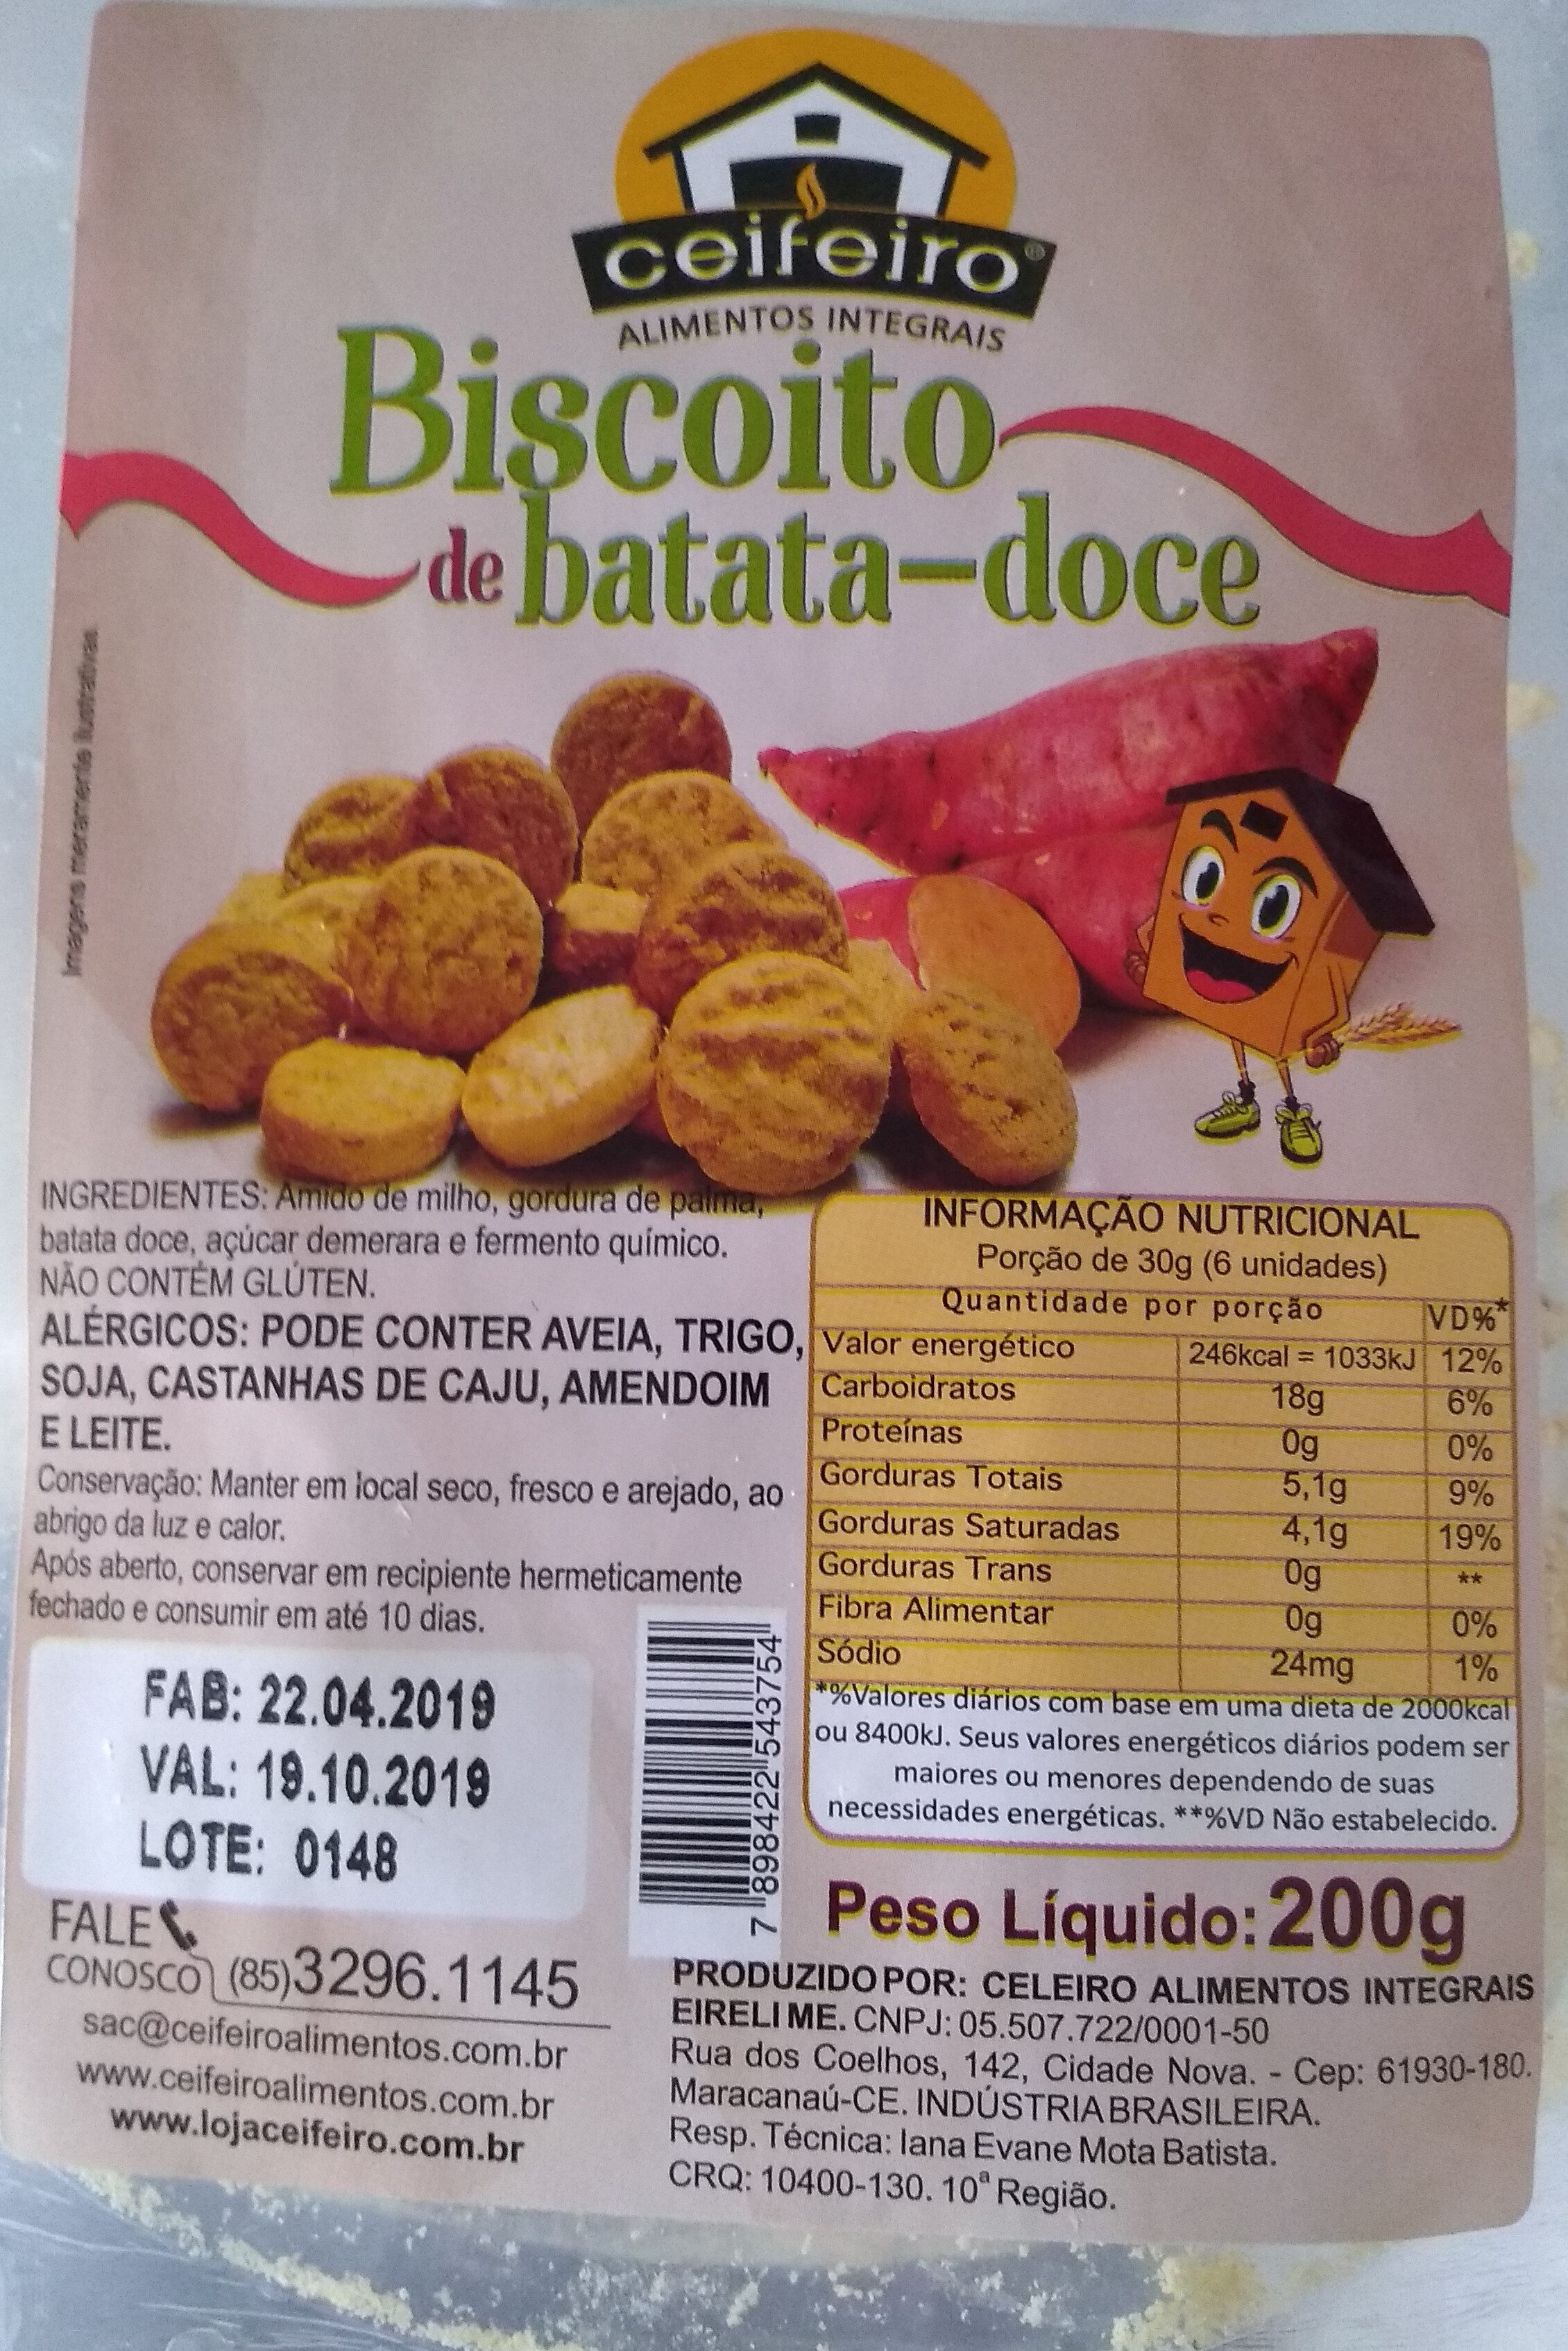 ceifeiro®
ALIMENTOS INTEGRAIS
Biscoito
de batata-doce
Imagens meramente ilustrativas
INGREDIENTES: Amido de milho, gordura de palma,
batata doce, açúcar demerara e fermento químico.
NÃO CONTÉM GLÚTEN.
ALÉRGICOS: PODE CONTER AVEIA, TRIGO,
SOJA, CASTANHAS DE CAJU, AMENDOIM
E LEITE.
Conservação: Manter em local seco, fresco e arejado, ao
abrigo da luz e calor.
Após aberto, conservar em recipiente hermeticamente
fechado e consumir em até 10 dias.
FAB: 22.04.2019
VAL: 19.10.2019
LOTE: 0148
FALE
CONOSCO (85)3296.1145
sac@ceifeiroalimentos.com.br
www.ceifeiroalimentos.com.br
www.lojaceifeiro.com.br
7 898422 543754
INFORMAÇÃO NUTRICIONAL
Porção de 30g (6 unidades)
Quantidade por porção VD%*
Valor energético 246kcal = 1033kJ 12%
Carboidratos 18g 6%
Proteínas 0g 0%
Gorduras Totais 5,1g 9%
Gorduras Saturadas 4,1g 19%
Gorduras Trans 0g **
Fibra Alimentar 0g 0%
Sódio 24mg 1%
*%Valores diários com base em uma dieta de 2000kcal
ou 8400kJ. Seus valores energéticos diários podem ser
maiores ou menores dependendo de suas
necessidades energéticas. **%VD Não estabelecido.
Peso Líquido: 200g
PRODUZIDO POR: CELEIRO ALIMENTOS INTEGRAIS
EIRELI ME. CNPJ: 05.507.722/0001-50
Rua dos Coelhos, 142, Cidade Nova. - Cep: 61930-180.
Maracanaú-CE. INDÚSTRIA BRASILEIRA.
Resp. Técnica: Iana Evane Mota Batista.
CRQ: 10400-130. 10ª Região.